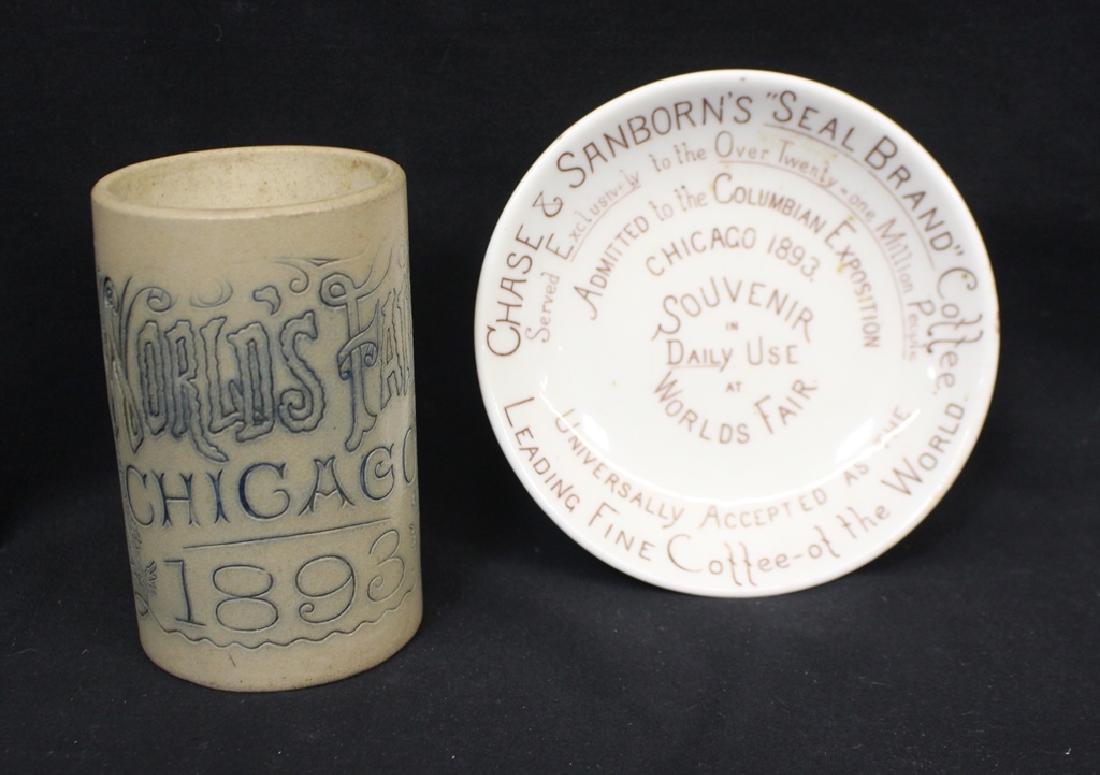 WORLD'S FAI
CHICAGO
1893
CHASE & SANBORN'S "SEAL BRAND" Coffee.
Served Exclusively to the Over Twenty-one Million People
ADMITTED to the COLUMBIAN EXPOSITION
CHICAGO 1893.
SOUVENIR
IN
DAILY USE
AT
WORLDS FAIR.
UNIVERSALLY ACCEPTED AS THE
LEADING FINE Coffee-of the WORLD.